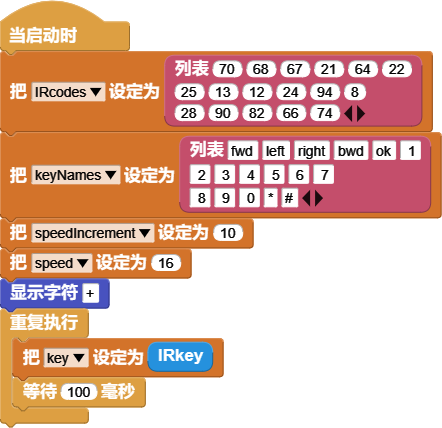 当启动时
列表 70 68 67 21 64 22
把 IRcodes 设定为 25 13 12 24 94 8
28 90 82 66 74
列表 fwd left right bwd ok 1
把 keyNames 设定为 2 3 4 5 6 7
8 9 0 * #
把 speedIncrement 设定为 10
把 speed 设定为 16
显示字符 +
重复执行
把 key 设定为 IRkey
等待 100 毫秒